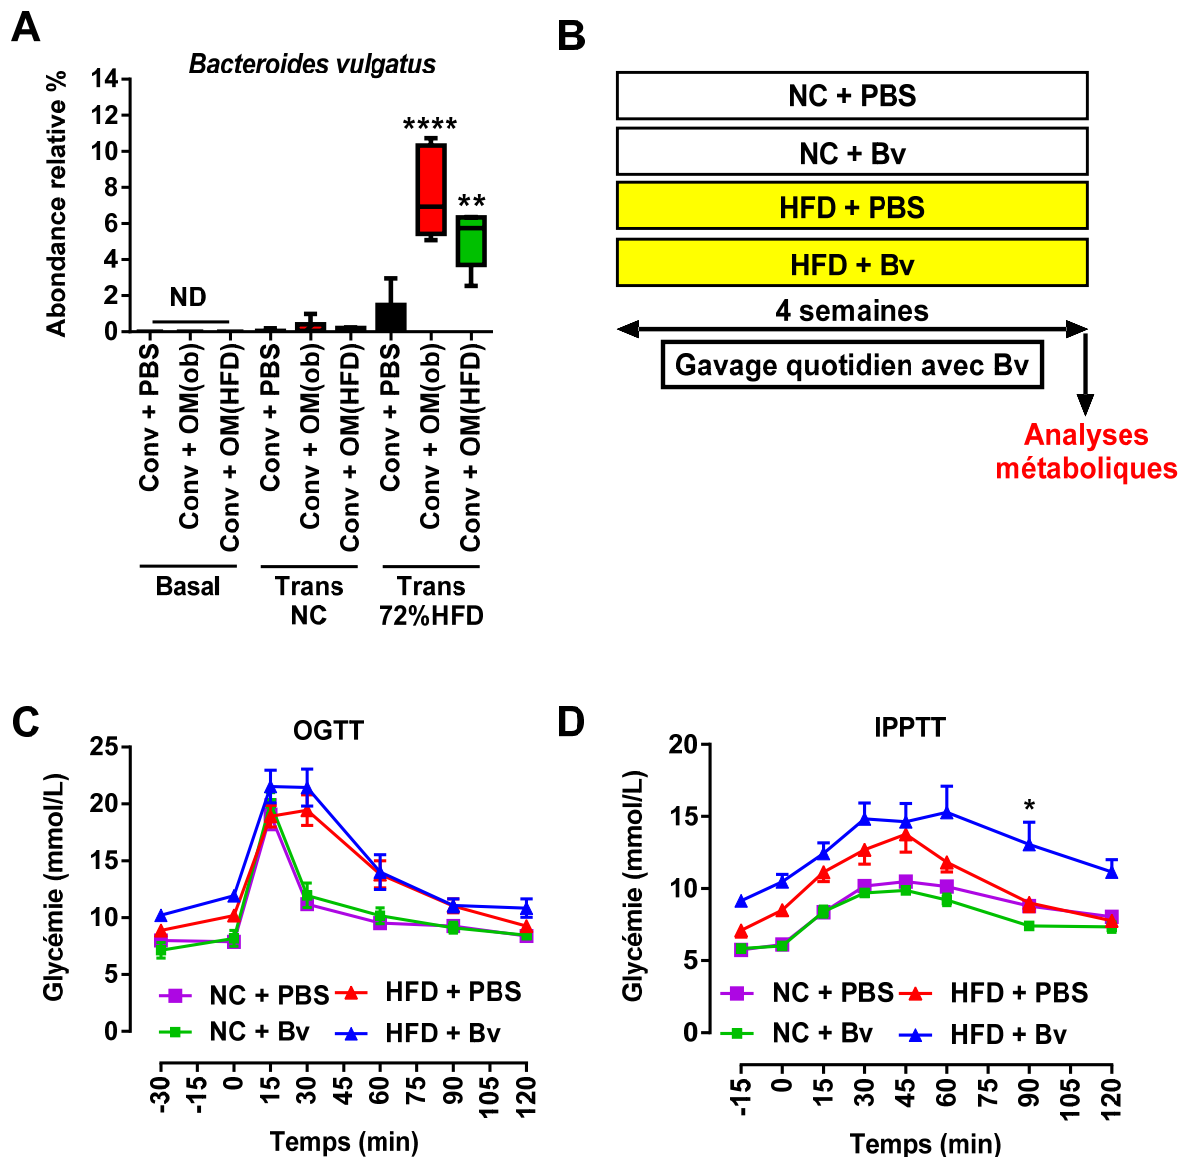 A
Bacteroides vulgatus
Abondance relative %
14
12
10
8
6
4
2
0
ND
****
**
Conv + PBS
Conv + OM(ob)
Conv + OM(HFD)
Conv + PBS
Conv + OM(ob)
Conv + OM(HFD)
Conv + PBS
Conv + OM(ob)
Conv + OM(HFD)
Basal
Trans
NC
Trans
72%HFD
B
NC + PBS
NC + Bv
HFD + PBS
HFD + Bv
4 semaines
Gavage quotidien avec Bv
Analyses
métaboliques
C
OGTT
Glycémie (mmol/L)
25
20
15
10
5
0
NC + PBS
HFD + PBS
NC + Bv
HFD + Bv
-30
-15
0
15
30
45
60
75
90
105
120
Temps (min)
D
IPPTT
Glycémie (mmol/L)
20
15
10
5
0
*
NC + PBS
HFD + PBS
NC + Bv
HFD + Bv
-15
0
15
30
45
60
75
90
105
120
Temps (min)